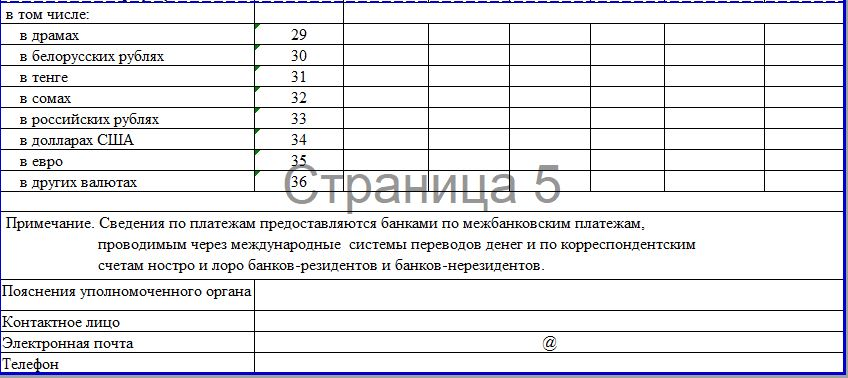 в том числе:
в драмах 29
в белорусских рублях 30
в тенге 31
в сомах 32
в российских рублях 33
в долларах США 34
в евро 35
в других валютах 36
Страница 5
Примечание. Сведения по платежам предоставляются банками по межбанковским платежам,
проводимым через международные системы переводов денег и по корреспондентским
счетам ностро и лоро банков-резидентов и банков-нерезидентов.
Пояснения уполномоченного органа
Контактное лицо
Электронная почта @
Телефон